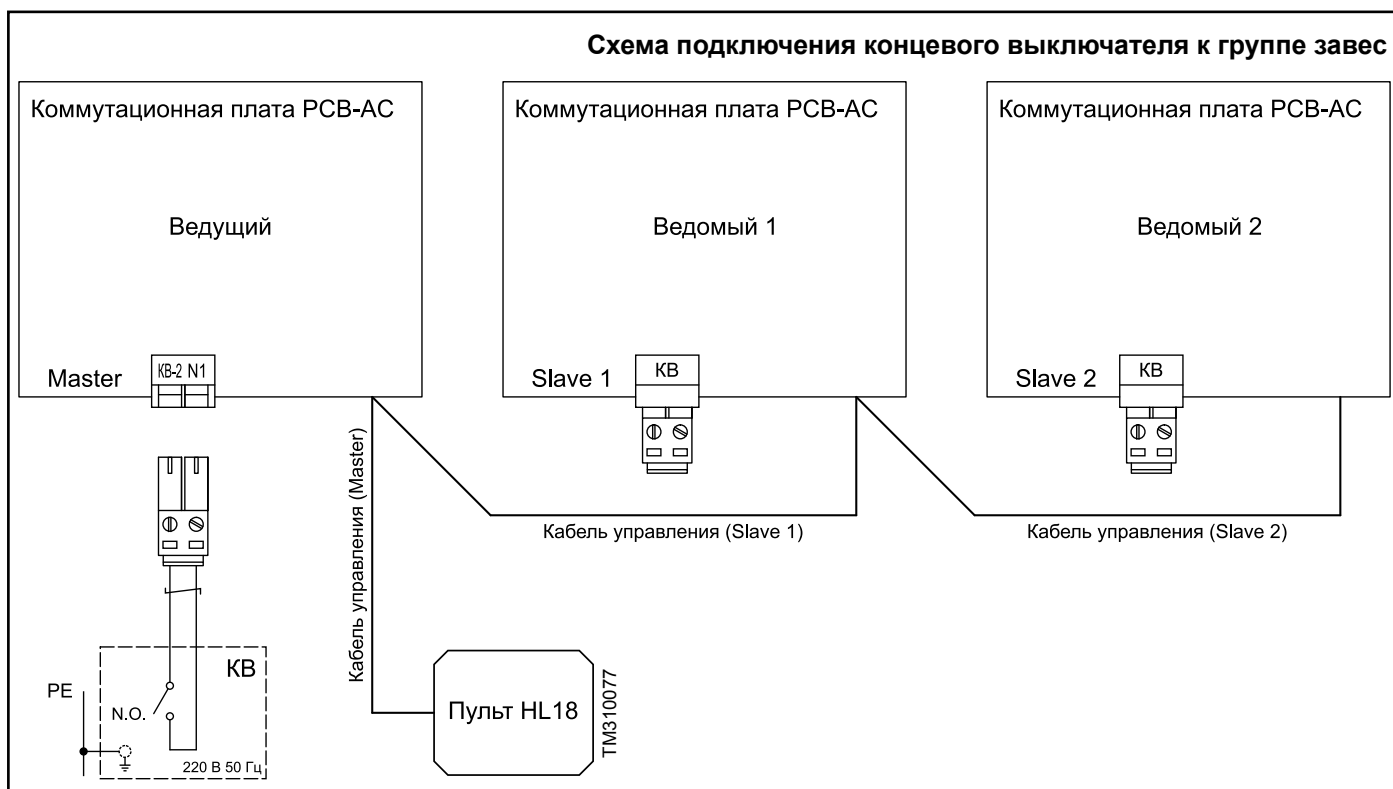 Схема подключения концевого выключателя к группе завес
Коммутационная плата PCB-AC
Ведущий
Master
КВ-2 N1
Коммутационная плата PCB-AC
Ведомый 1
Slave 1
КВ
Коммутационная плата PCB-AC
Ведомый 2
Slave 2
КВ
Кабель управления (Master)
Кабель управления (Slave 1)
Кабель управления (Slave 2)
КВ
PE
N.O.
220 В 50 Гц
Пульт HL18
TM310077